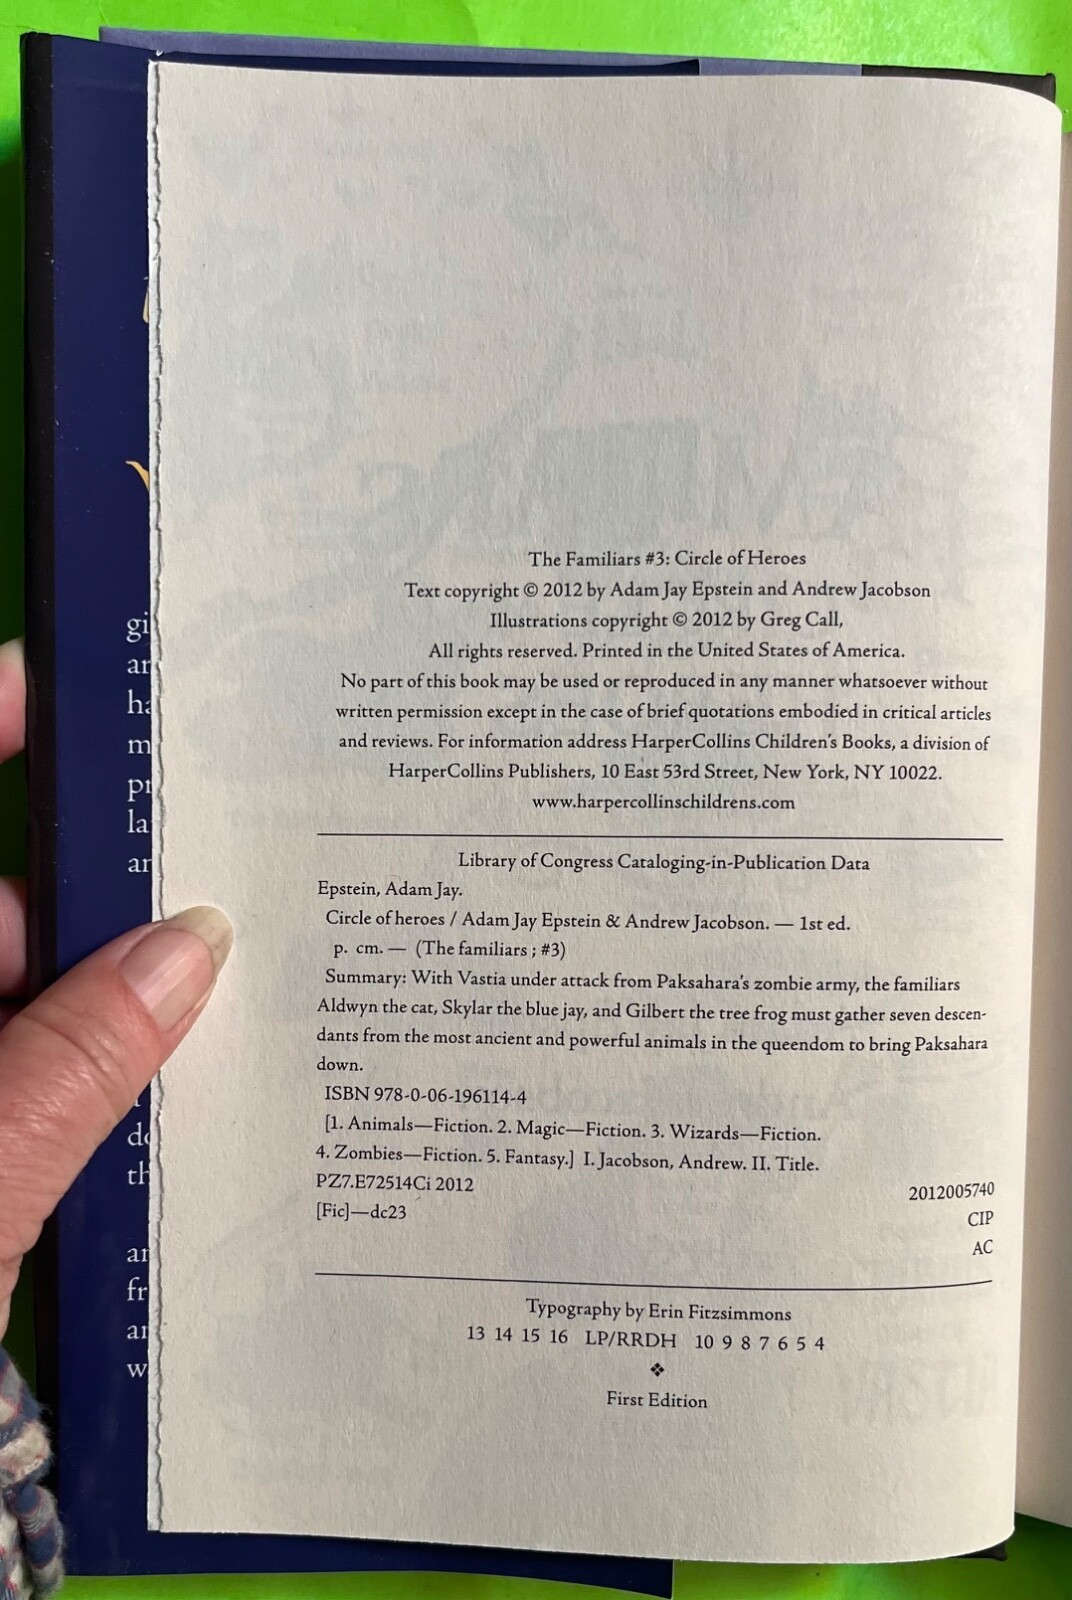 The Familiars #3: Circle of Heroes
Text copyright © 2012 by Adam Jay Epstein and Andrew Jacobson
Illustrations copyright © 2012 by Greg Call,
All rights reserved. Printed in the United States of America.
No part of this book may be used or reproduced in any manner whatsoever without
written permission except in the case of brief quotations embodied in critical articles
and reviews. For information address HarperCollins Children's Books, a division of
HarperCollins Publishers, 10 East 53rd Street, New York, NY 10022.
www.harpercollinschildrens.com
Library of Congress Cataloging-in-Publication Data
Epstein, Adam Jay.
Circle of heroes / Adam Jay Epstein & Andrew Jacobson. — 1st ed.
p. cm. — (The familiars ; #3)
Summary: With Vastia under attack from Paksahara's zombie army, the familiars
Aldwyn the cat, Skylar the blue jay, and Gilbert the tree frog must gather seven descen-
dants from the most ancient and powerful animals in the queendom to bring Paksahara
down.
ISBN 978-0-06-196114-4
[1. Animals—Fiction. 2. Magic—Fiction. 3. Wizards—Fiction.
4. Zombies—Fiction. 5. Fantasy.] I. Jacobson, Andrew. II. Title.
PZ7.E72514Ci 2012 2012005740
[Fic]—dc23 CIP
AC
Typography by Erin Fitzsimmons
13 14 15 16 LP/RRDH 10 9 8 7 6 5 4
❖
First Edition